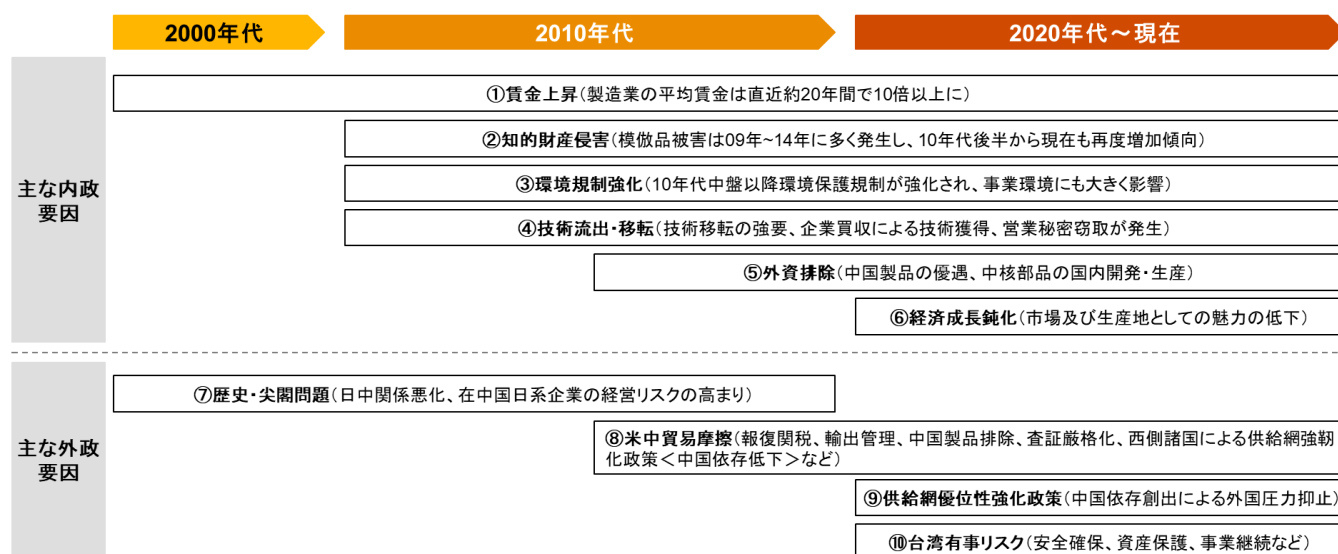 2000年代
2010年代
2020年代～現在
主な内政
要因
①賃金上昇（製造業の平均賃金は直近約20年間で10倍以上に）
②知的財産侵害（模倣品被害は09年~14年に多く発生し、10年代後半から現在も再度増加傾向）
③環境規制強化（10年代中盤以降環境保護規制が強化され、事業環境にも大きく影響）
④技術流出・移転（技術移転の強要、企業買収による技術獲得、営業秘密窃取が発生）
⑤外資排除（中国製品の優遇、中核部品の国内開発・生産）
⑥経済成長鈍化（市場及び生産地としての魅力の低下）
主な外政
要因
⑦歴史・尖閣問題（日中関係悪化、在中国日系企業の経営リスクの高まり）
⑧米中貿易摩擦（報復関税、輸出管理、中国製品排除、査証厳格化、西側諸国による供給網強靭
化政策＜中国依存低下＞など）
⑨供給網優位性強化政策（中国依存創出による外国圧力抑止）
⑩台湾有事リスク（安全確保、資産保護、事業継続など）